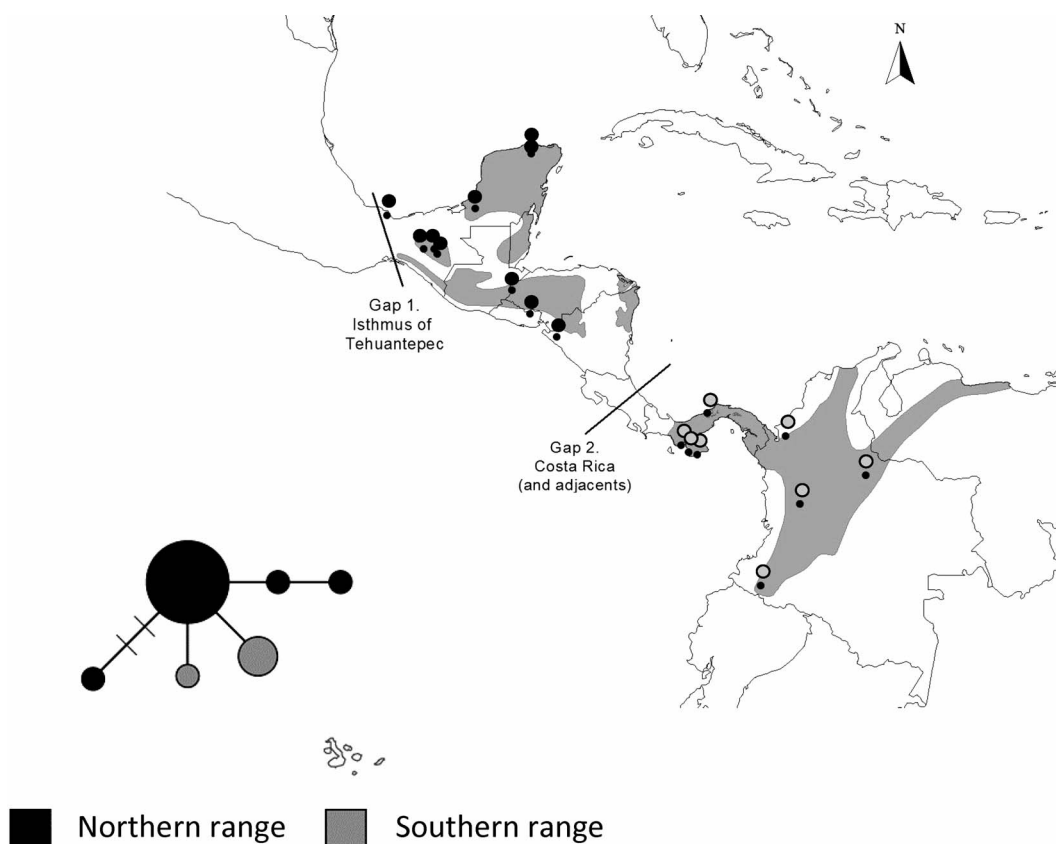 N
Gap 1.
Isthmus of
Tehuantepec
Gap 2.
Costa Rica
(and adjacents)
Northern range
Southern range